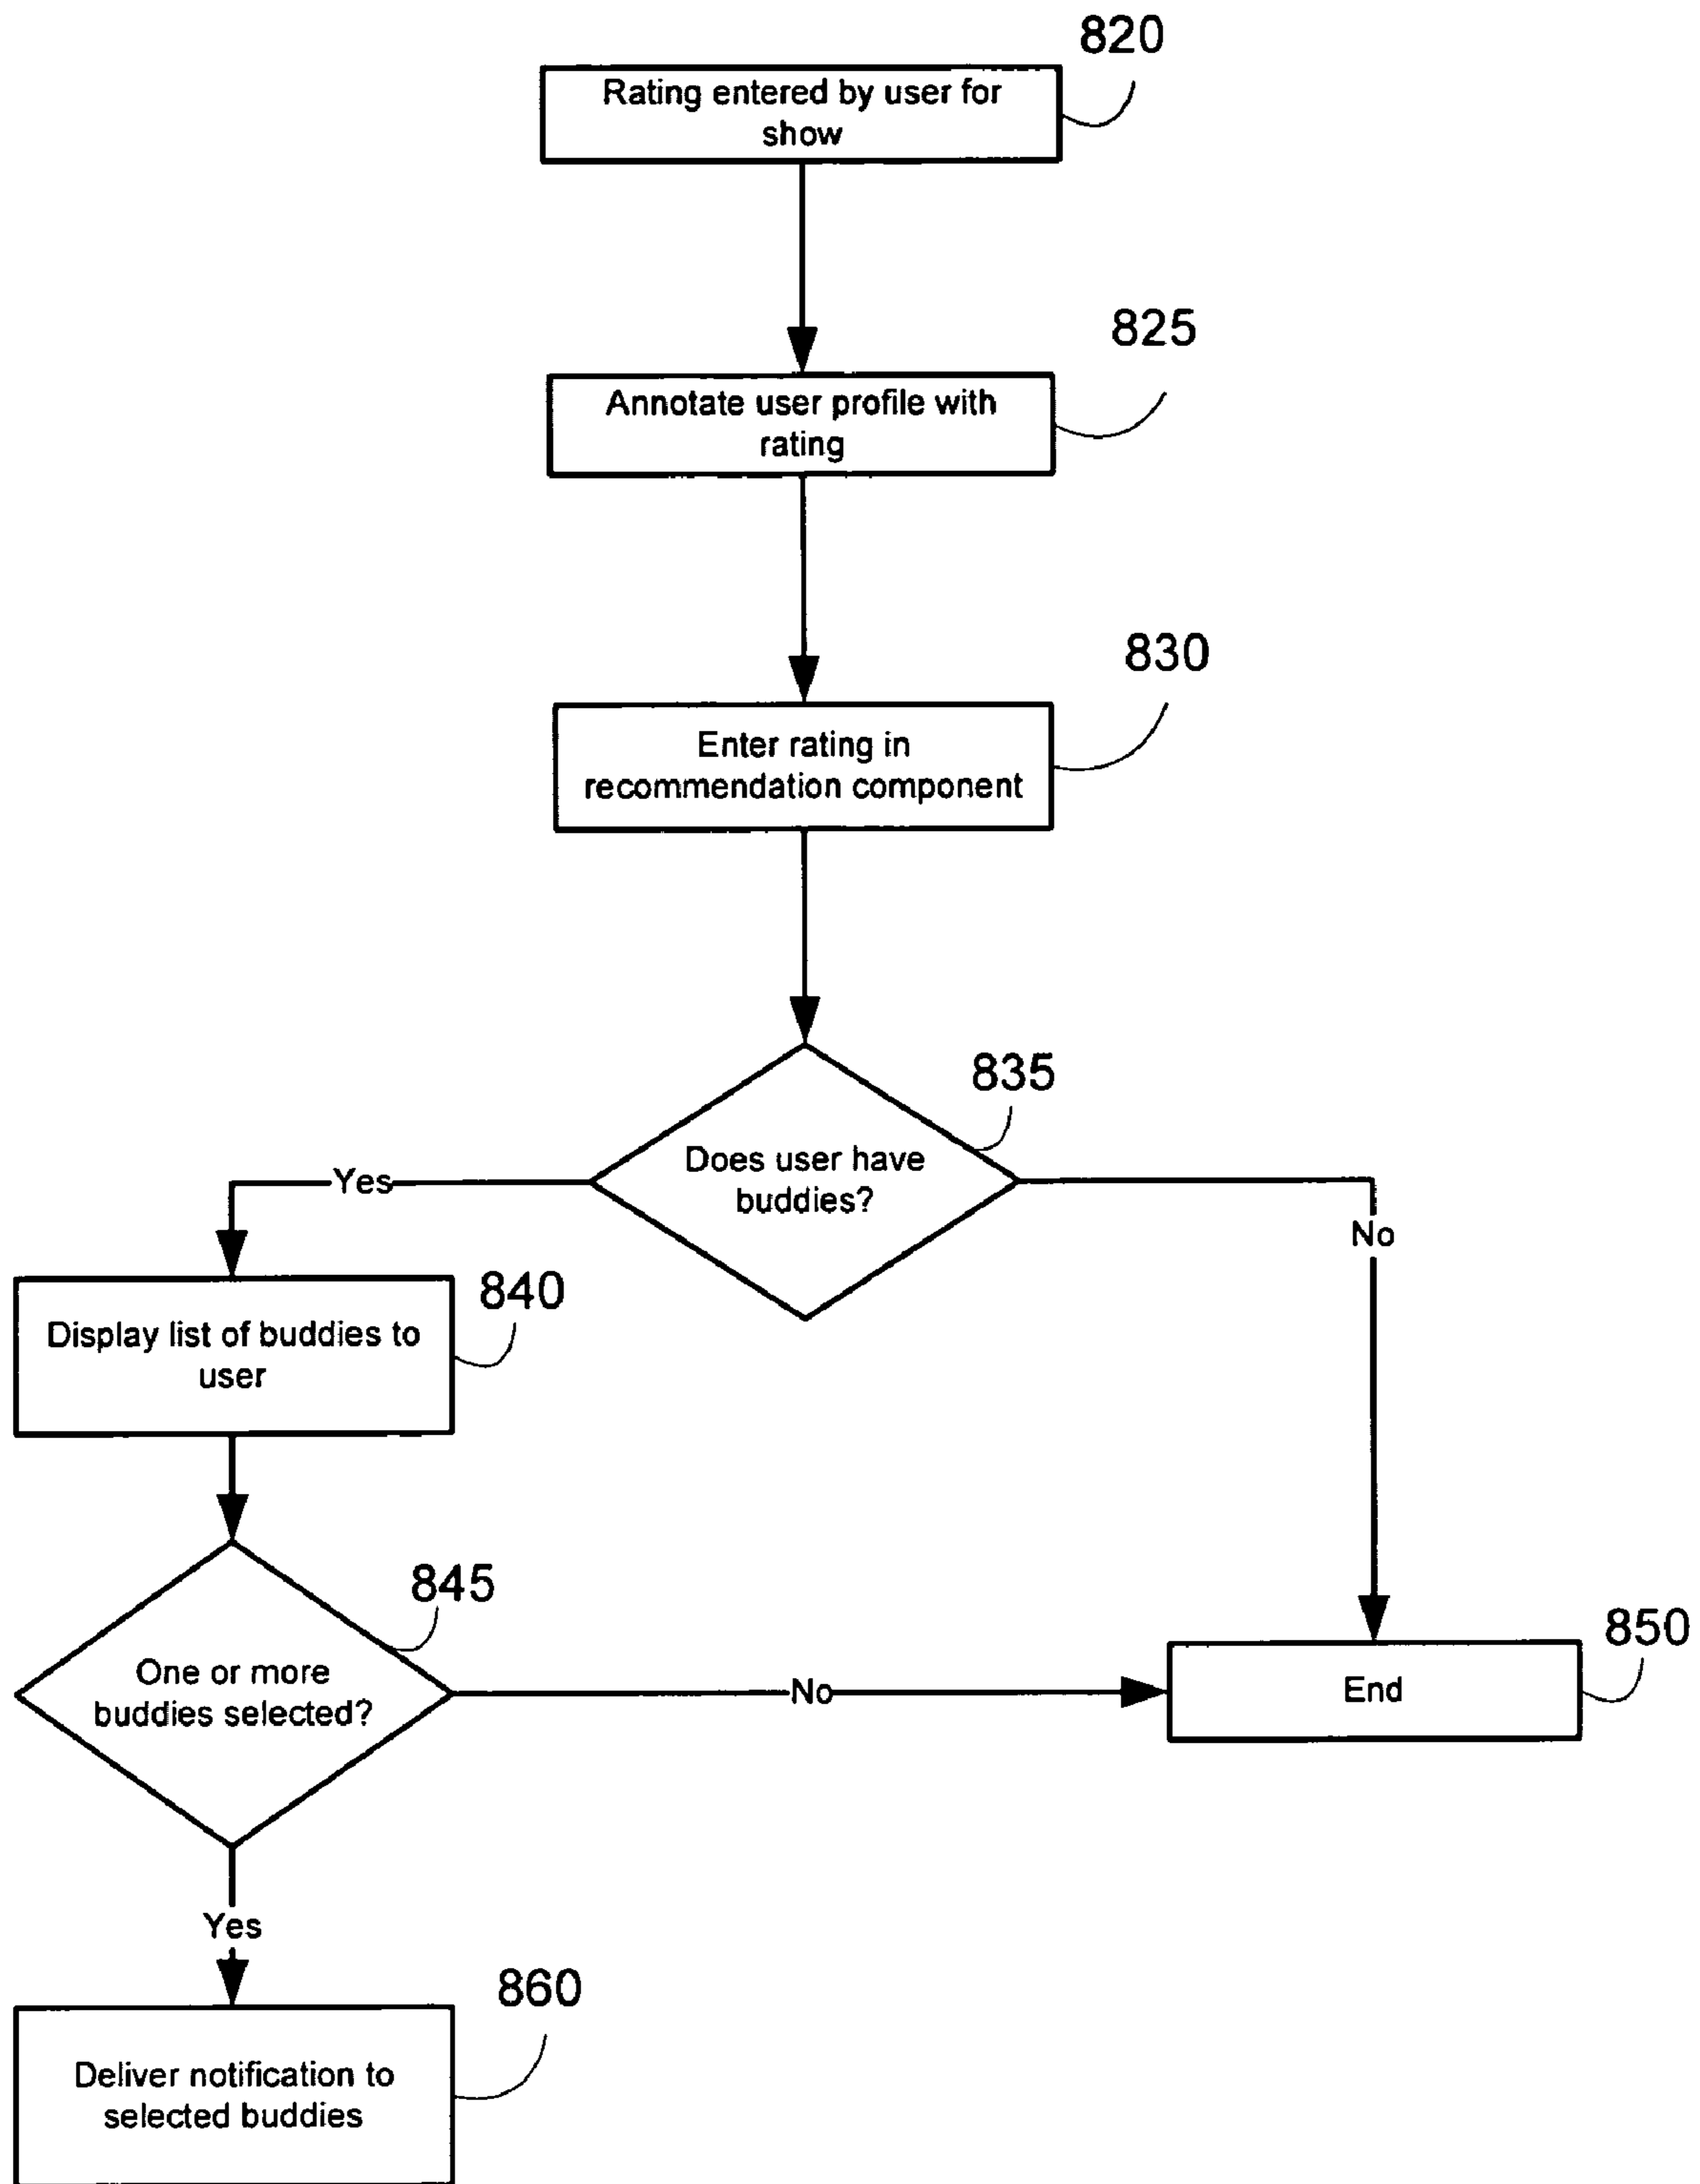 820
Rating entered by user for
show
825
Annotate user profile with
rating
830
Enter rating in
recommendation component
835
Does user have
buddies?
Yes
No
840
Display list of buddies to
user
845
One or more
buddies selected?
No
850
End
Yes
860
Deliver notification to
selected buddies